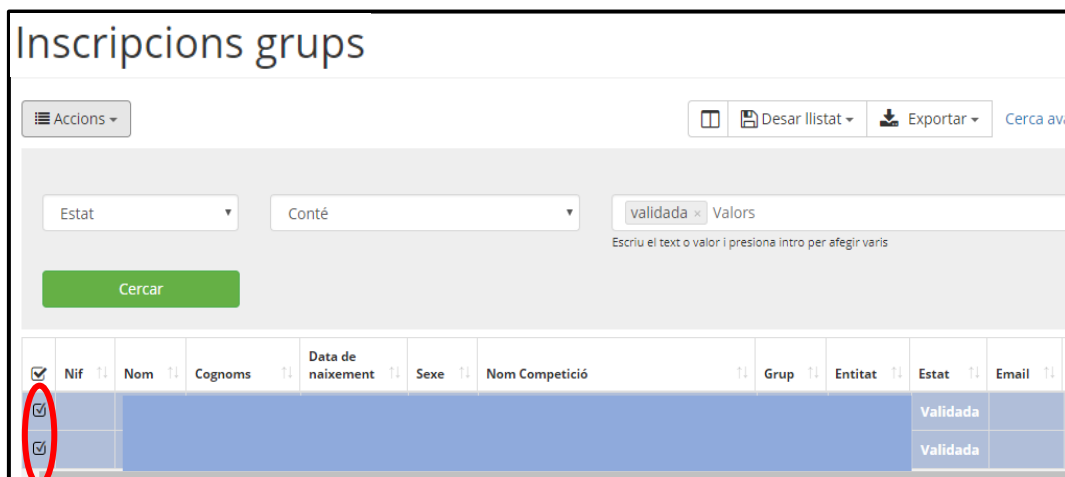 Inscripcions grups
Accions
Desar llistat
Exportar
Cerca av
Estat
Conté
validada × Valors
Escriu el text o valor i presiona intro per afegir varis
Cercar
Nif Nom Cognoms Data de naixement Sexe Nom Competició Grup Entitat Estat Email
Validada
Validada